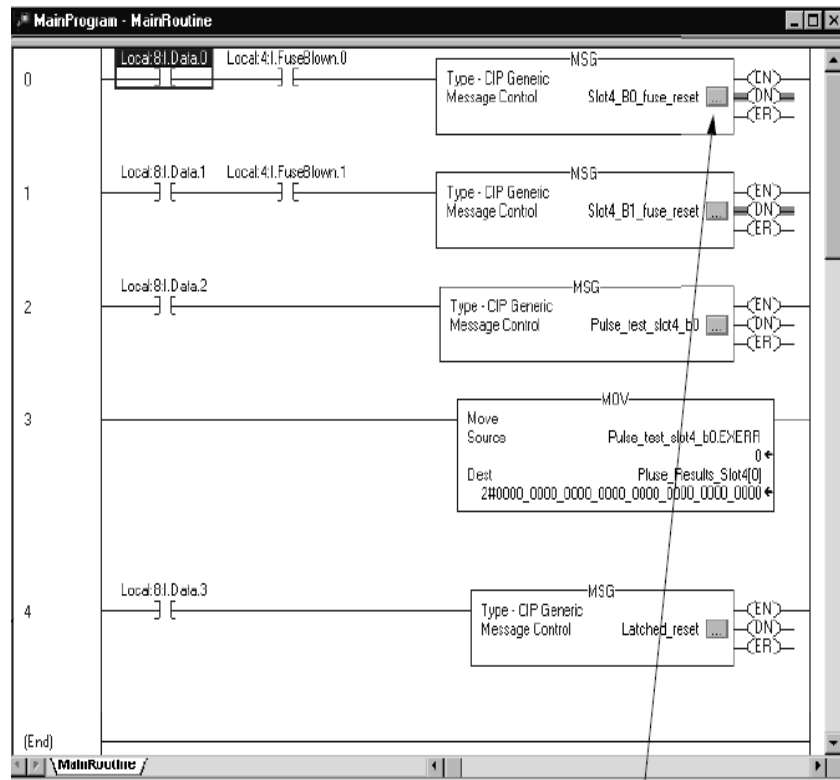 MainProgram - MainRoutine
0
Local:8:I.Data.0 Local:4:I.FuseBlown.0
MSG
Type - CIP Generic
Message Control Slot4_B0_fuse_reset ...
EN
DN
ER
1
Local:8:I.Data.1 Local:4:I.FuseBlown.1
MSG
Type - CIP Generic
Message Control Slot4_B1_fuse_reset ...
EN
DN
ER
2
Local:8:I.Data.2
MSG
Type - CIP Generic
Message Control Pulse_test_slot4_b0 ...
EN
DN
ER
3
MOV
Move
Source Pulse_test_slot4_b0.EXERR
0
Dest Pluse_Results_Slot4[0]
2#0000_0000_0000_0000_0000_0000_0000_0000
4
Local:8:I.Data.3
MSG
Type - CIP Generic
Message Control Latched_reset ...
EN
DN
ER
(End)
MainRoutine